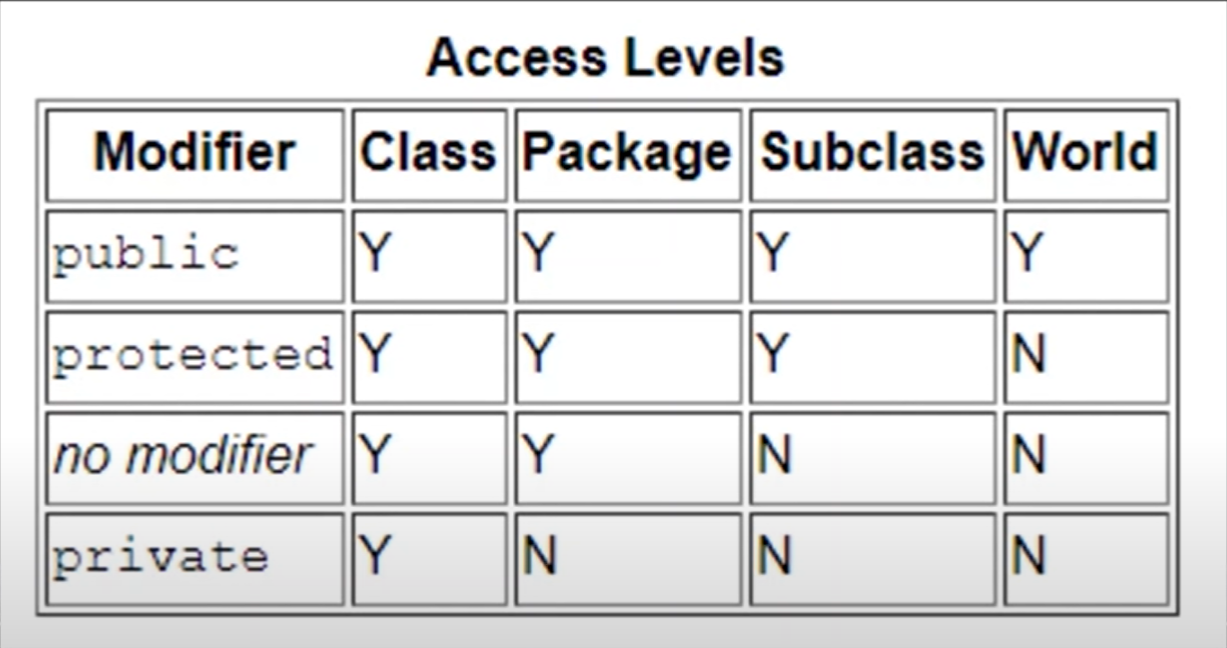 Access Levels
Modifier Class Package Subclass World
public Y Y Y Y
protected Y Y Y N
no modifier Y Y N N
private Y N N N